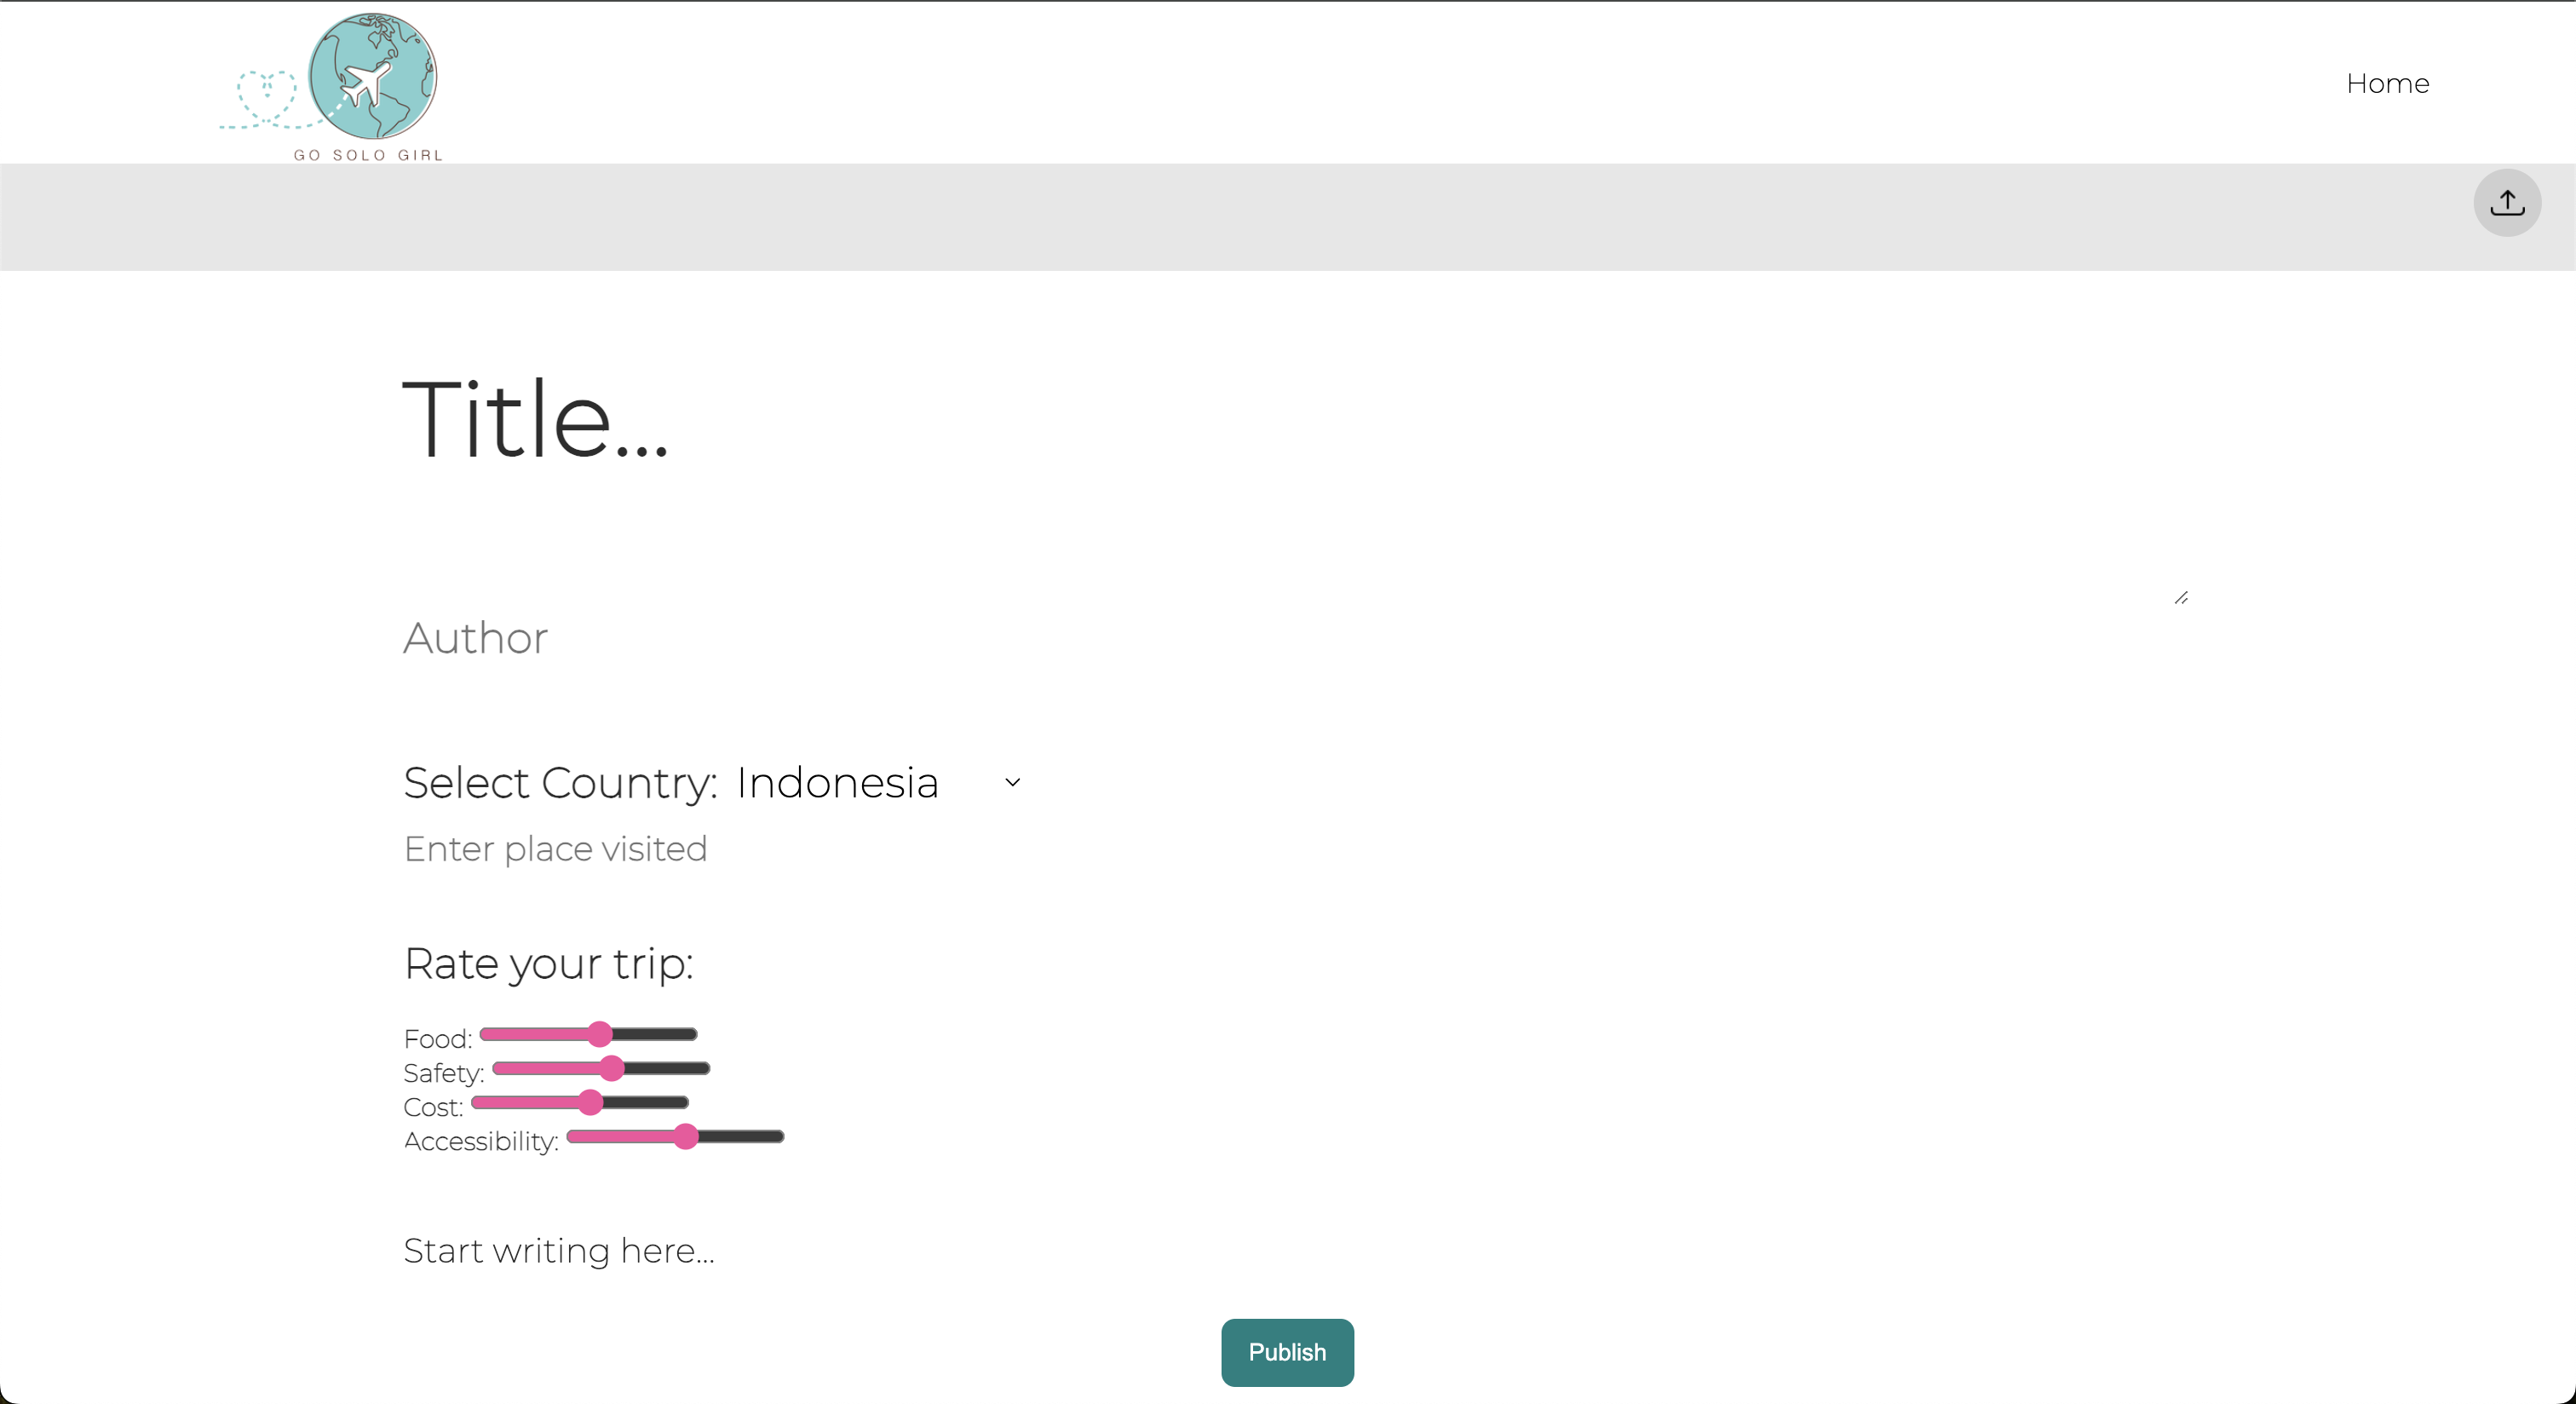 GO SOLO GIRL
Home
Title...
Author
Select Country: Indonesia
Enter place visited
Rate your trip:
Food:
Safety:
Cost:
Accessibility:
Start writing here...
Publish